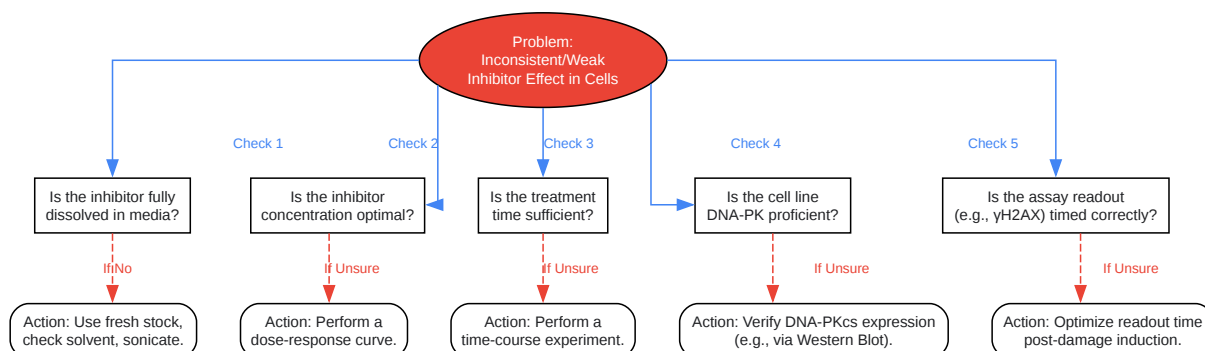 Problem:
Inconsistent/Weak
Inhibitor Effect in Cells
Check 1
Check 2
Check 3
Check 4
Check 5
Is the inhibitor fully
dissolved in media?
Is the inhibitor
concentration optimal?
Is the treatment
time sufficient?
Is the cell line
DNA-PK proficient?
Is the assay readout
(e.g., γH2AX) timed correctly?
If No
If Unsure
If Unsure
If Unsure
If Unsure
Action: Use fresh stock,
check solvent, sonicate.
Action: Perform a
dose-response curve.
Action: Perform a
time-course experiment.
Action: Verify DNA-PKcs expression
(e.g., via Western Blot).
Action: Optimize readout time
post-damage induction.